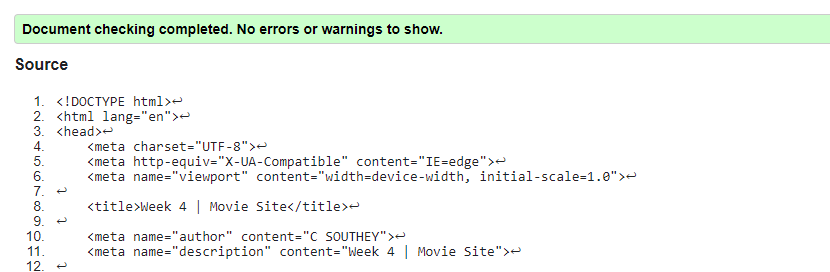 Document checking completed. No errors or warnings to show.
Source
1. <!DOCTYPE html>↩
2. <html lang="en">↩
3. <head>↩
4.     <meta charset="UTF-8">↩
5.     <meta http-equiv="X-UA-Compatible" content="IE=edge">↩
6.     <meta name="viewport" content="width=device-width, initial-scale=1.0">↩
7. ↩
8.     <title>Week 4 | Movie Site</title>↩
9. ↩
10.     <meta name="author" content="C SOUTHEY">↩
11.     <meta name="description" content="Week 4 | Movie Site">↩
12. ↩